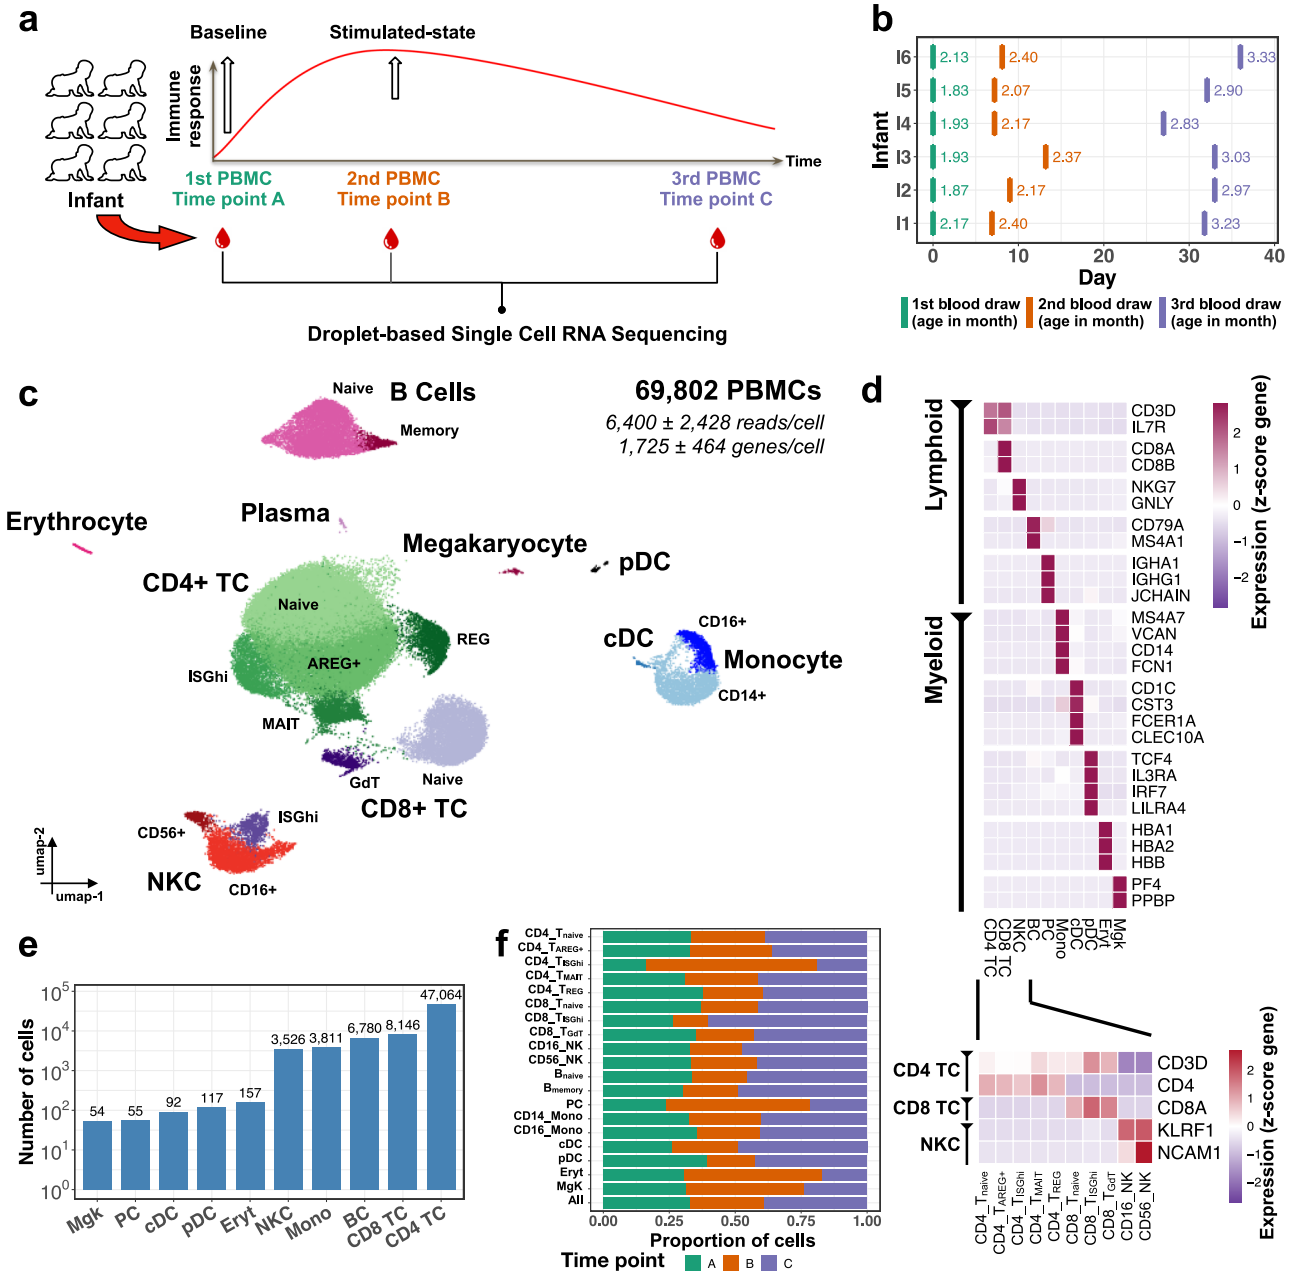 a
Baseline
Stimulated-state
Immune
response
Time
Infant
1st PBMC
Time point A
2nd PBMC
Time point B
3rd PBMC
Time point C
Droplet-based Single Cell RNA Sequencing
b
Infant
I6
2.13
2.40
3.33
I5
1.83
2.07
2.90
I4
1.93
2.17
2.83
I3
1.93
2.37
3.03
I2
1.87
2.17
2.97
I1
2.17
2.40
3.23
0
10
20
30
40
Day
1st blood draw
(age in month)
2nd blood draw
(age in month)
3rd blood draw
(age in month)
c
Naive
B Cells
Memory
69,802 PBMCs
6,400 ± 2,428 reads/cell
1,725 ± 464 genes/cell
Erythrocyte
Plasma
Megakaryocyte
pDC
CD4+ TC
Naive
REG
AREG+
ISGhi
MAIT
cDC
CD16+
Monocyte
CD14+
GdT
Naive
CD8+ TC
ISGhi
CD56+
NKC
CD16+
umap-2
umap-1
d
Lymphoid
CD3D
IL7R
CD8A
CD8B
NKG7
GNLY
CD79A
MS4A1
IGHA1
IGHG1
JCHAIN
Myeloid
MS4A7
VCAN
CD14
FCN1
CD1C
CST3
FCER1A
CLEC10A
TCF4
IL3RA
IRF7
LILRA4
HBA1
HBA2
HBB
PF4
PPBP
CD4 TC
CD8 TC
NKC
BC
PC
Mono
cDC
pDC
Eryt
Mgk
2
1
0
−1
−2
Expression (z-score gene)
CD4 TC
CD8 TC
NKC
CD3D
CD4
CD8A
KLRF1
NCAM1
CD4_Tnaive
CD4_TAREG+
CD4_TISGhi
CD4_TMAIT
CD4_TREG
CD8_Tnaive
CD8_TISGhi
CD8_TGdT
CD16_NK
CD56_NK
2
1
0
−1
−2
Expression (z-score gene)
e
Number of cells
10^5
10^4
10^3
10^2
10^1
10^0
54
55
92
117
157
3,526
3,811
6,780
8,146
47,064
Mgk
PC
cDC
pDC
Eryt
NKC
Mono
BC
CD8 TC
CD4 TC
f
CD4_Tnaive
CD4_TAREG+
CD4_TISGhi
CD4_TMAIT
CD4_TREG
CD8_Tnaive
CD8_TISGhi
CD8_TGdT
CD16_NK
CD56_NK
Bnaive
Bmemory
PC
CD14_Mono
CD16_Mono
cDC
pDC
Eryt
MgK
All
0.00
0.25
0.50
0.75
1.00
Proportion of cells
Time point
A
B
C